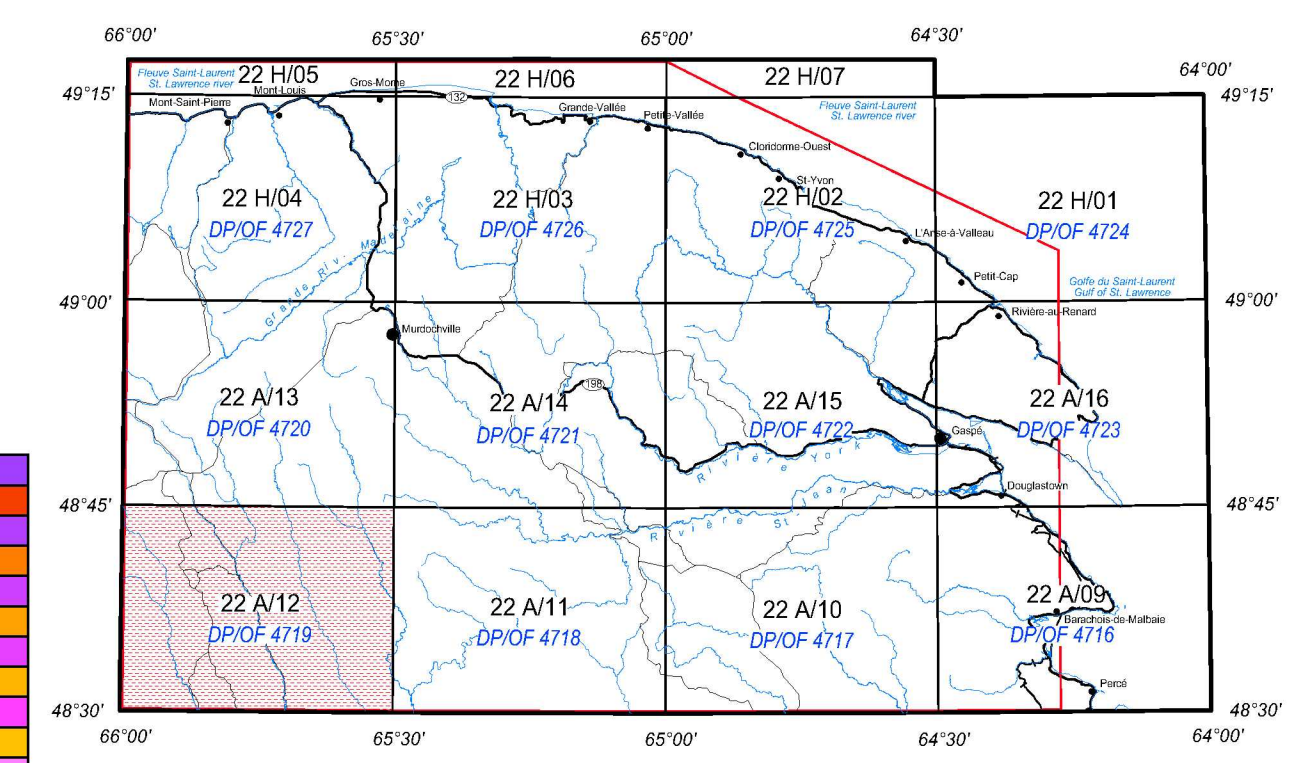 66°00'
65°30'
65°00'
64°30'
64°00'
Fleuve Saint-Laurent
St. Lawrence river
22 H/05
Mont-Louis
Gros-Morne
22 H/06
22 H/07
49°15'
49°15'
Mont-Saint-Pierre
132
Grande-Vallée
Petite-Vallée
Fleuve Saint-Laurent
St. Lawrence river
Cloridorme-Ouest
St-Yvon
22 H/04
DP/OF 4727
22 H/03
DP/OF 4726
22 H/02
DP/OF 4725
22 H/01
DP/OF 4724
L'Anse-à-Valleau
Grande Riv. Madeleine
Petit-Cap
Golfe du Saint-Laurent
Gulf of St. Lawrence
49°00'
49°00'
Rivière-au-Renard
Murdochville
198
22 A/13
DP/OF 4720
22 A/14
DP/OF 4721
22 A/15
DP/OF 4722
22 A/16
DP/OF 4723
Gaspé
Rivière York
Rivière St Jean
Douglastown
48°45'
48°45'
22 A/12
DP/OF 4719
22 A/11
DP/OF 4718
22 A/10
DP/OF 4717
22 A/09
DP/OF 4716
Barachois-de-Malbaie
Percé
48°30'
48°30'
66°00'
65°30'
65°00'
64°30'
64°00'